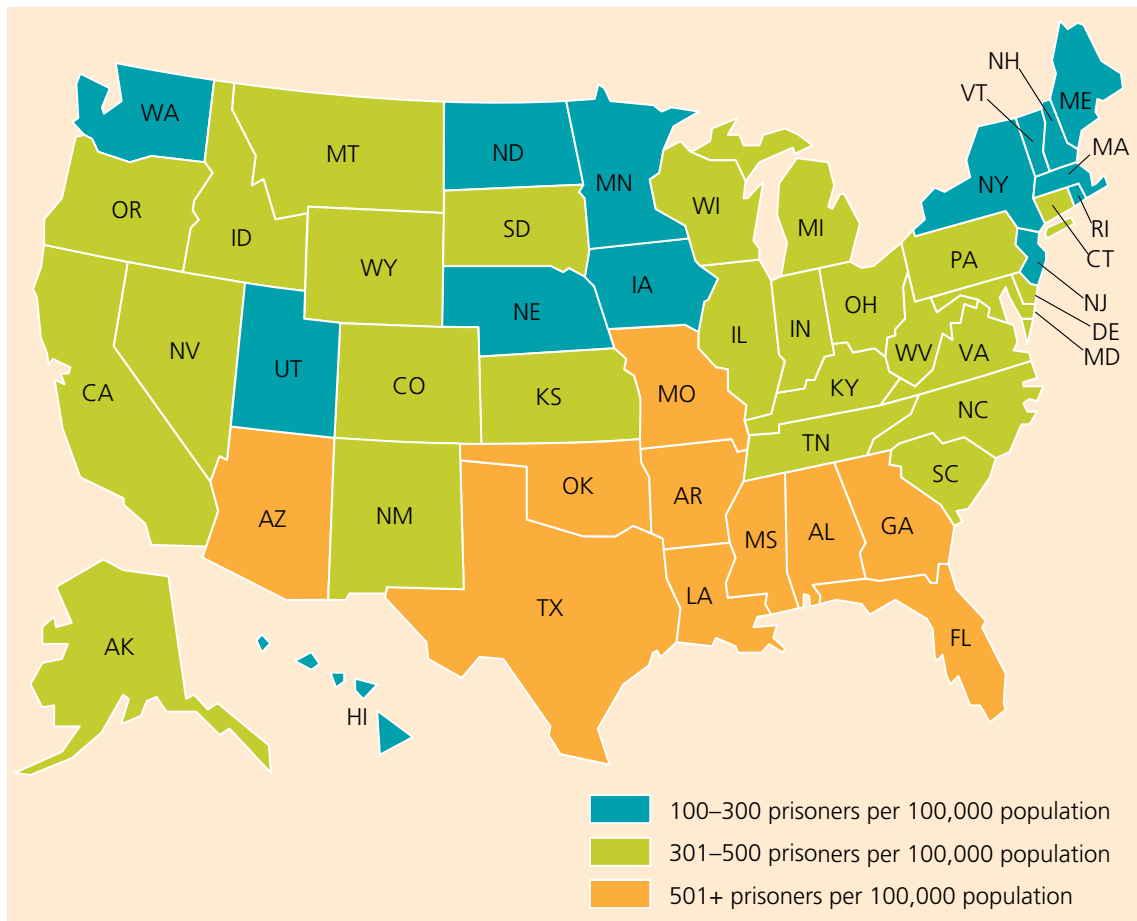 NH
VT
ME
WA
MA
MT
ND
MN
NY
OR
WI
ID
SD
MI
RI
WY
CT
PA
IA
NJ
NE
OH
DE
NV
IL
IN
WV
VA
MD
UT
CO
KS
KY
CA
MO
NC
TN
SC
OK
AR
AZ
NM
GA
MS
AL
TX
LA
FL
AK
HI
100–300 prisoners per 100,000 population
301–500 prisoners per 100,000 population
501+ prisoners per 100,000 population